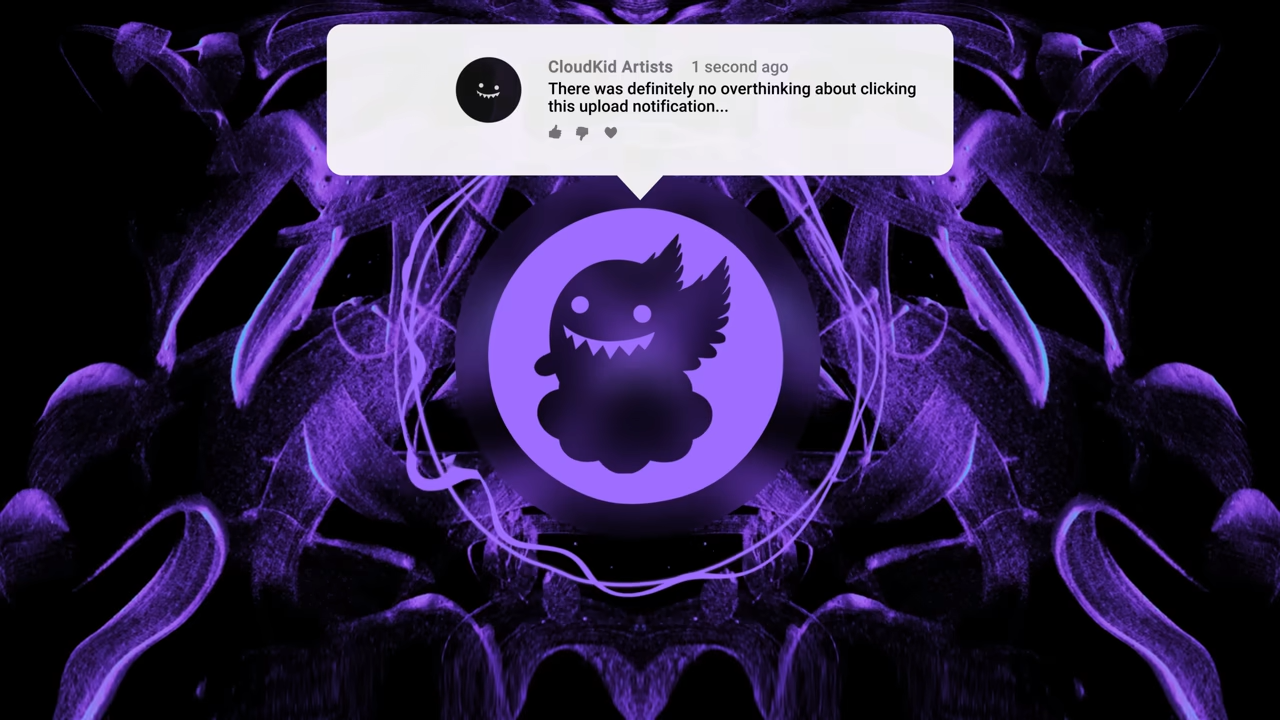 CloudKid Artists 1 second ago
There was definitely no overthinking about clicking
this upload notification...